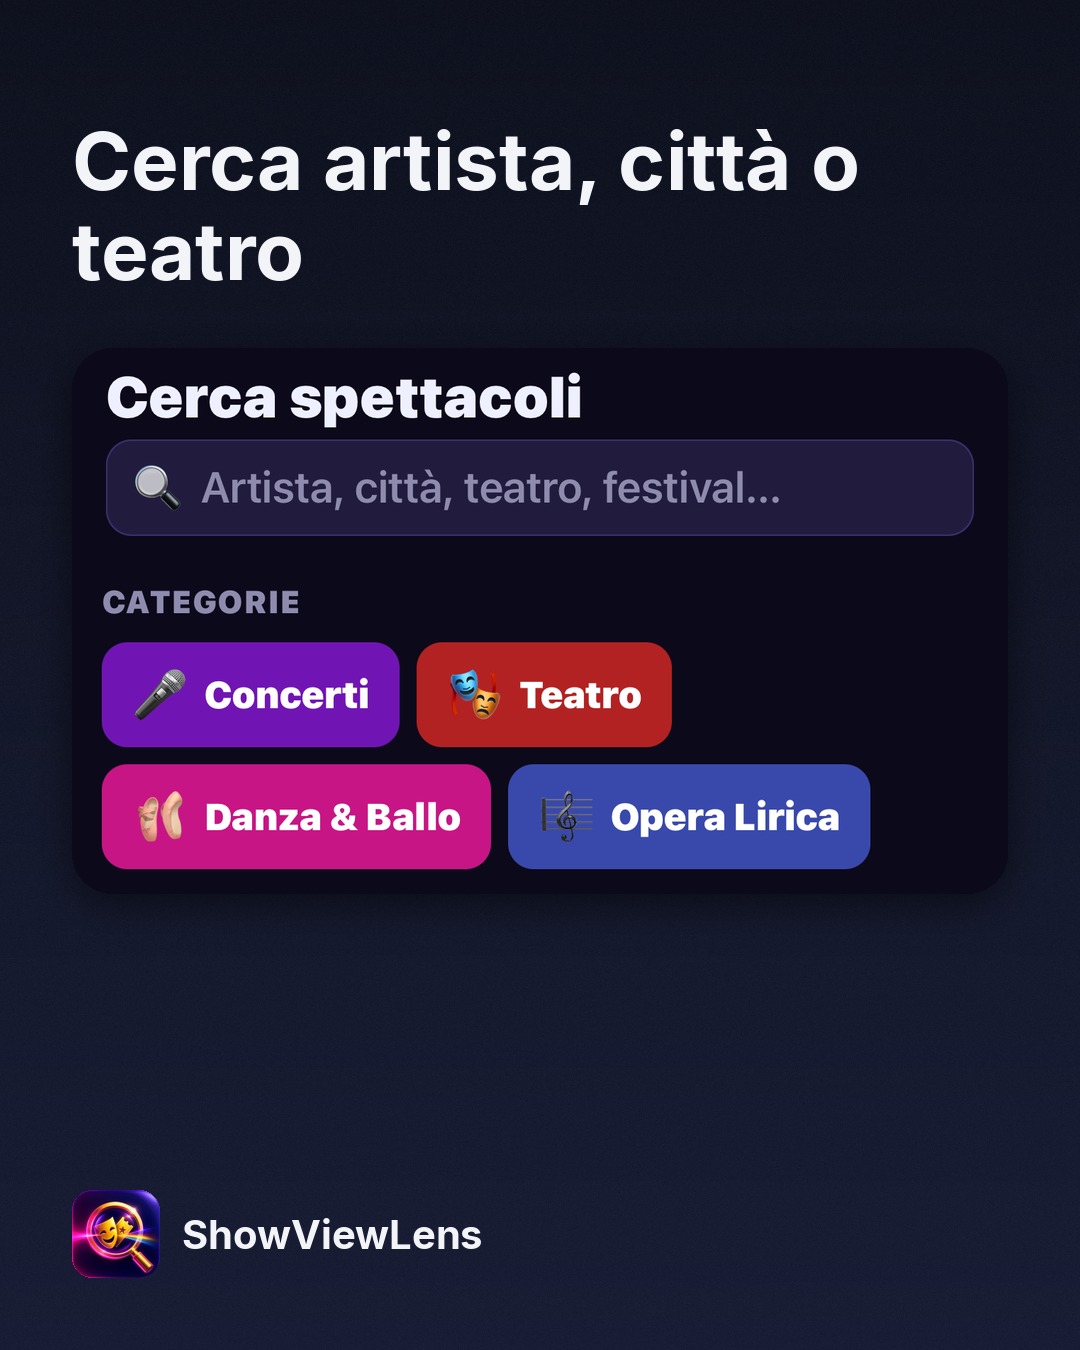 Cerca artista, città o
teatro
Cerca spettacoli
Artista, città, teatro, festival...
CATEGORIE
Concerti
Teatro
Danza & Ballo
Opera Lirica
ShowViewLens